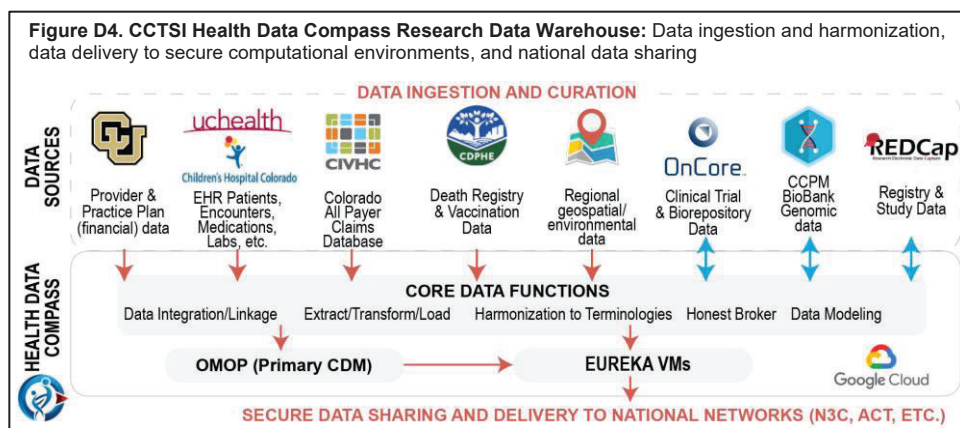 Figure D4. CCTSI Health Data Compass Research Data Warehouse: Data ingestion and harmonization,
data delivery to secure computational environments, and national data sharing
DATA INGESTION AND CURATION
DATA
SOURCES
CU
Provider &
Practice Plan
(financial) data
uchealth
Children's Hospital Colorado
EHR Patients,
Encounters,
Medications,
Labs, etc.
CIVHC
Colorado
All Payer
Claims
Database
CDPHE
Death Registry
& Vaccination
Data
Regional
geospatial/
environmental
data
OnCore
Clinical Trial
& Biorepository
Data
CCPM
BioBank
Genomic
data
REDCap
Research Electronic Data Capture
Registry &
Study Data
HEALTH DATA
COMPASS
CORE DATA FUNCTIONS
Data Integration/Linkage Extract/Transform/Load Harmonization to Terminologies Honest Broker Data Modeling
OMOP (Primary CDM)
EUREKA VMs
Google Cloud
SECURE DATA SHARING AND DELIVERY TO NATIONAL NETWORKS (N3C, ACT, ETC.)